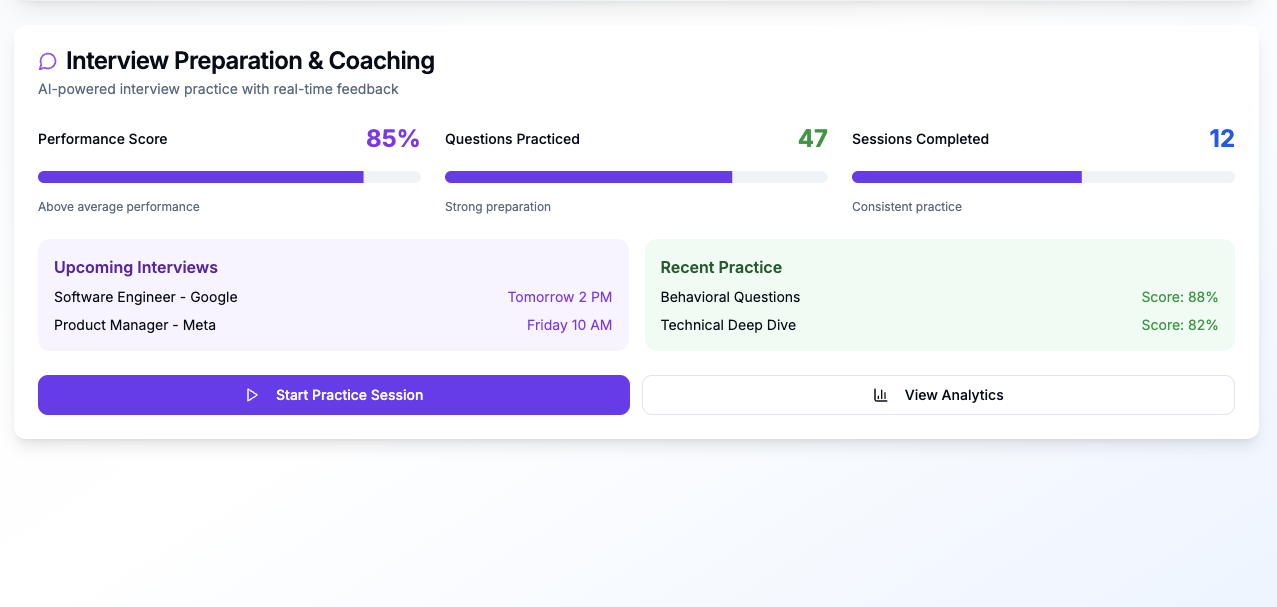 Interview Preparation & Coaching
AI-powered interview practice with real-time feedback
Performance Score 85%
Questions Practiced 47
Sessions Completed 12
Above average performance
Strong preparation
Consistent practice
Upcoming Interviews
Software Engineer - Google Tomorrow 2 PM
Product Manager - Meta Friday 10 AM
Recent Practice
Behavioral Questions Score: 88%
Technical Deep Dive Score: 82%
Start Practice Session
View Analytics